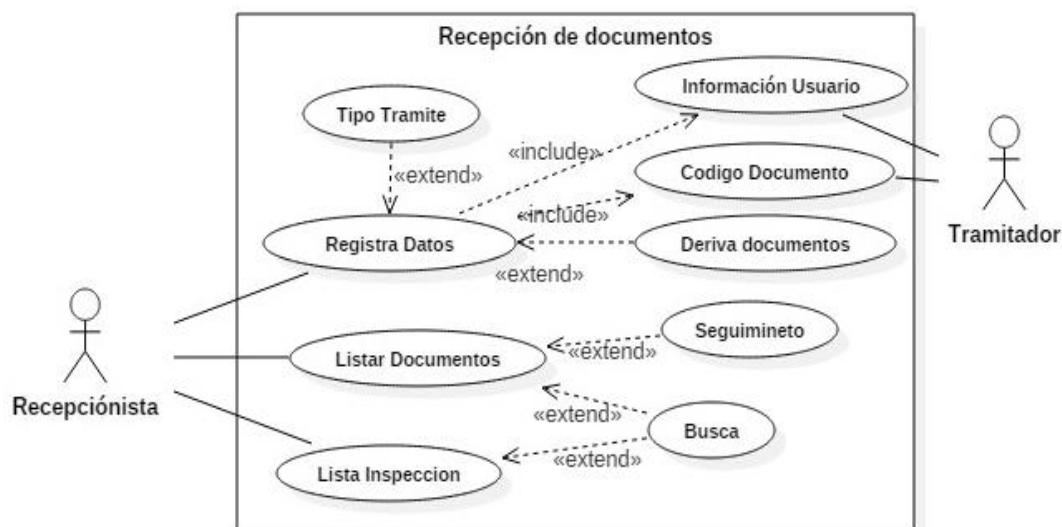 Recepción de documentos
Información Usuario
Tipo Tramite
«include»
«extend»
Codigo Documento
«include»
Registra Datos
Deriva documentos
«extend»
Tramitador
Seguimineto
Listar Documentos
«extend»
Recepciónista
«extend»
Busca
«extend»
Lista Inspeccion